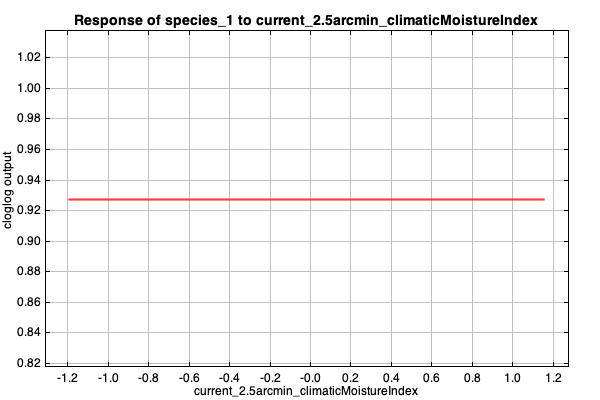 Response of species_1 to current_2.5arcmin_climaticMoistureIndex
cloglog output
1.02
1.00
0.98
0.96
0.94
0.92
0.90
0.88
0.86
0.84
0.82
-1.2 -1.0 -0.8 -0.6 -0.4 -0.2 -0.0 0.2 0.4 0.6 0.8 1.0 1.2
current_2.5arcmin_climaticMoistureIndex